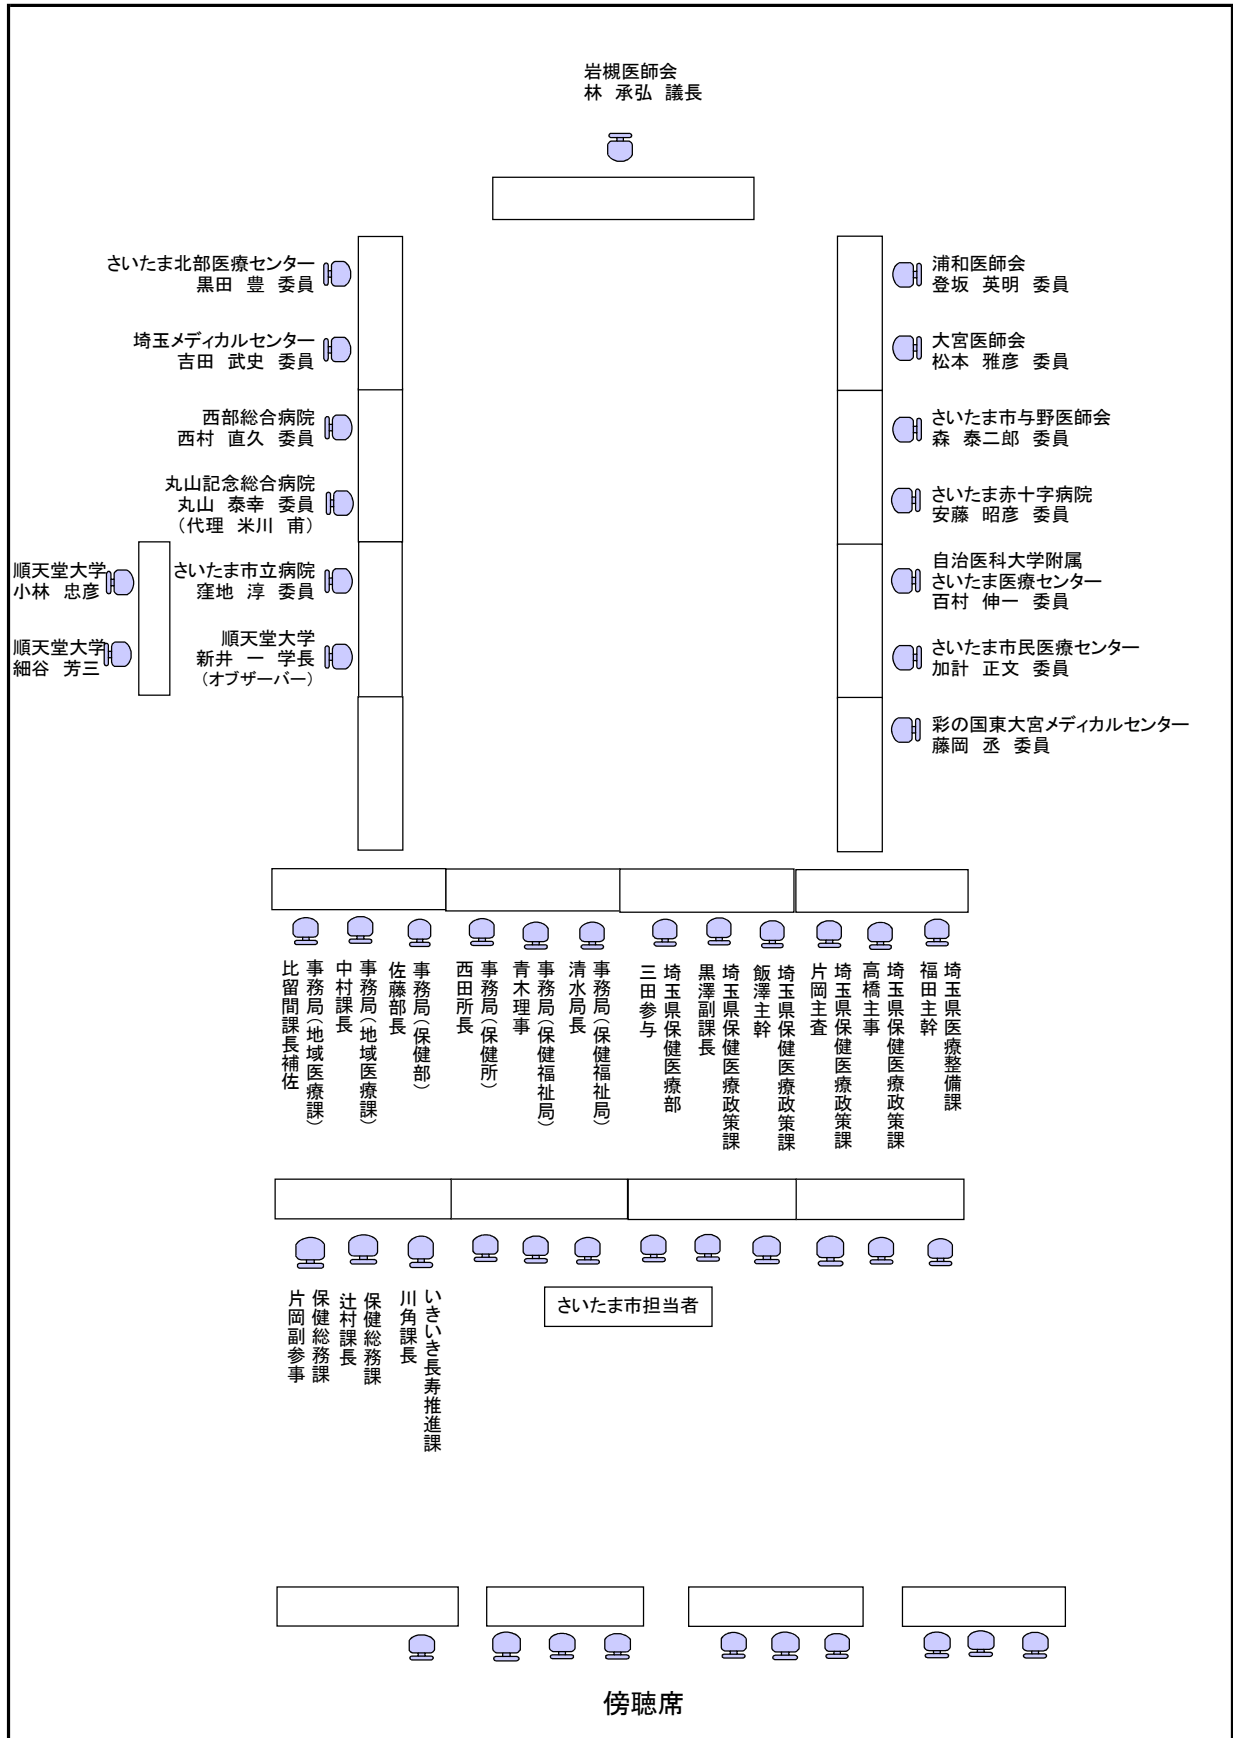 岩槻医師会
林 承弘 議長
さいたま北部医療センター
黒田 豊 委員
埼玉メディカルセンター
吉田 武史 委員
西部総合病院
西村 直久 委員
丸山記念総合病院
丸山 泰幸 委員
(代理 米川 甫)
さいたま市立病院
窪地 淳 委員
順天堂大学
新井 一 学長
(オブザーバー)
順天堂大学
小林 忠彦
順天堂大学
細谷 芳三
浦和医師会
登坂 英明 委員
大宮医師会
松本 雅彦 委員
さいたま市与野医師会
森 泰二郎 委員
さいたま赤十字病院
安藤 昭彦 委員
自治医科大学附属
さいたま医療センター
百村 伸一 委員
さいたま市民医療センター
加計 正文 委員
彩の国東大宮メディカルセンター
藤岡 丞 委員
事務局(地域医療課)
比留間課長補佐
事務局(地域医療課)
中村課長
事務局(保健部)
佐藤部長
事務局(保健所)
西田所長
事務局(保健福祉局)
青木理事
事務局(保健福祉局)
清水局長
埼玉県保健医療部
三田参与
埼玉県保健医療政策課
黒澤副課長
埼玉県保健医療政策課
飯澤主幹
埼玉県保健医療政策課
片岡主査
埼玉県保健医療政策課
高橋主事
埼玉県医療整備課
福田主幹
保健総務課
片岡副参事
保健総務課
辻村課長
いきいき長寿推進課
川角課長
さいたま市担当者
傍聴席